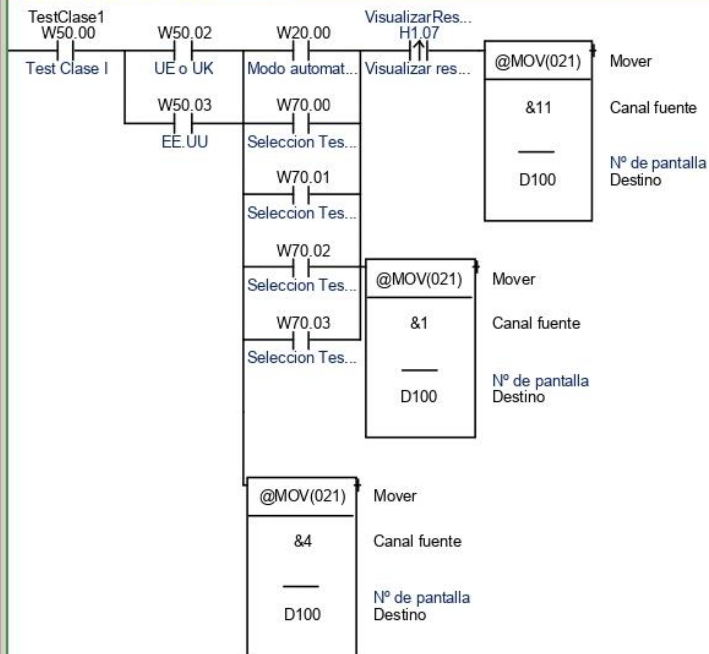 TestClase1
W50.00
Test Clase I
W50.02
UE o UK
W20.00
Modo automat...
VisualizarRes...
H1.07
Visualizar res...
@MOV(021)
Mover
&11
Canal fuente
Nº de pantalla
D100
Destino
W50.03
EE.UU
W70.00
Seleccion Tes...
W70.01
Seleccion Tes...
W70.02
Seleccion Tes...
@MOV(021)
Mover
&1
Canal fuente
Nº de pantalla
D100
Destino
W70.03
Seleccion Tes...
@MOV(021)
Mover
&4
Canal fuente
Nº de pantalla
D100
Destino